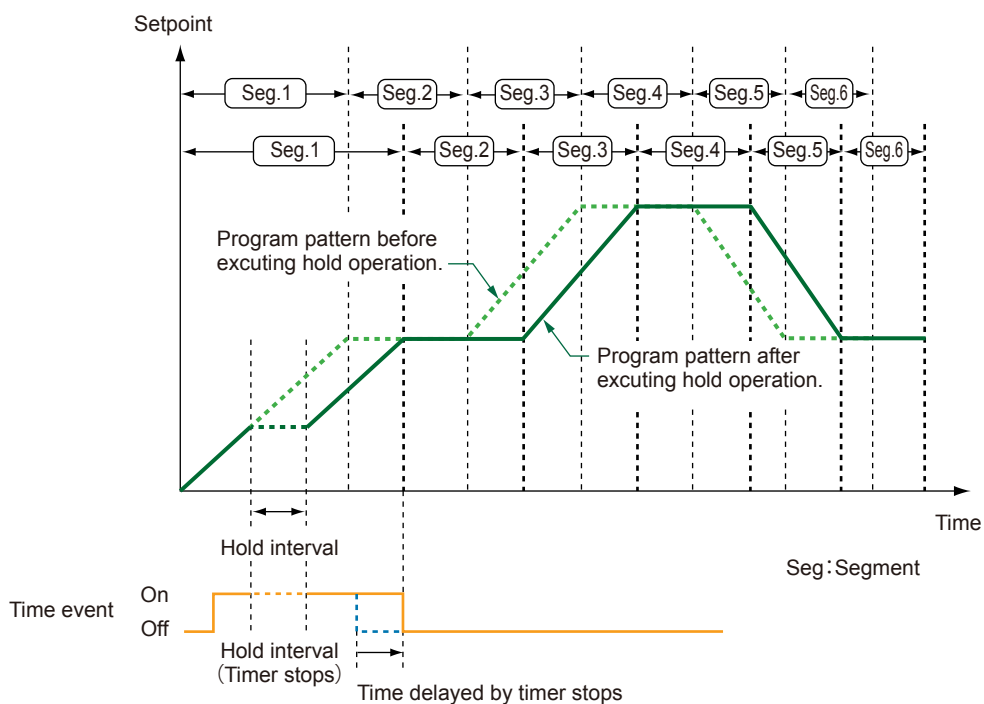 Setpoint
Seg.1 Seg.2 Seg.3 Seg.4 Seg.5 Seg.6
Seg.1 Seg.2 Seg.3 Seg.4 Seg.5 Seg.6
Program pattern before
excuting hold operation.
Program pattern after
excuting hold operation.
Time
Hold interval
Seg:Segment
Time event
On
Off
Hold interval
(Timer stops)
Time delayed by timer stops